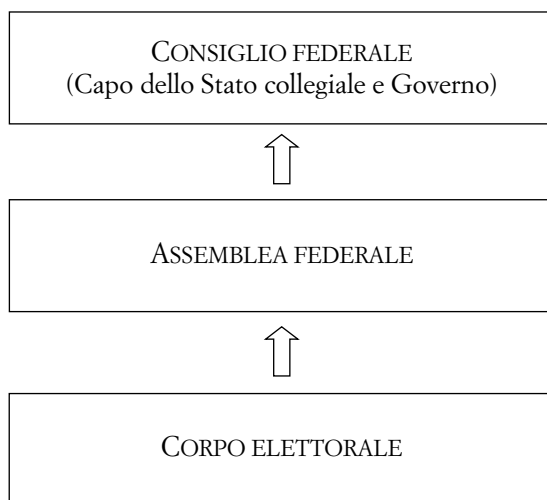 CONSIGLIO FEDERALE
(Capo dello Stato collegiale e Governo)
ASSEMBLEA FEDERALE
CORPO ELETTORALE